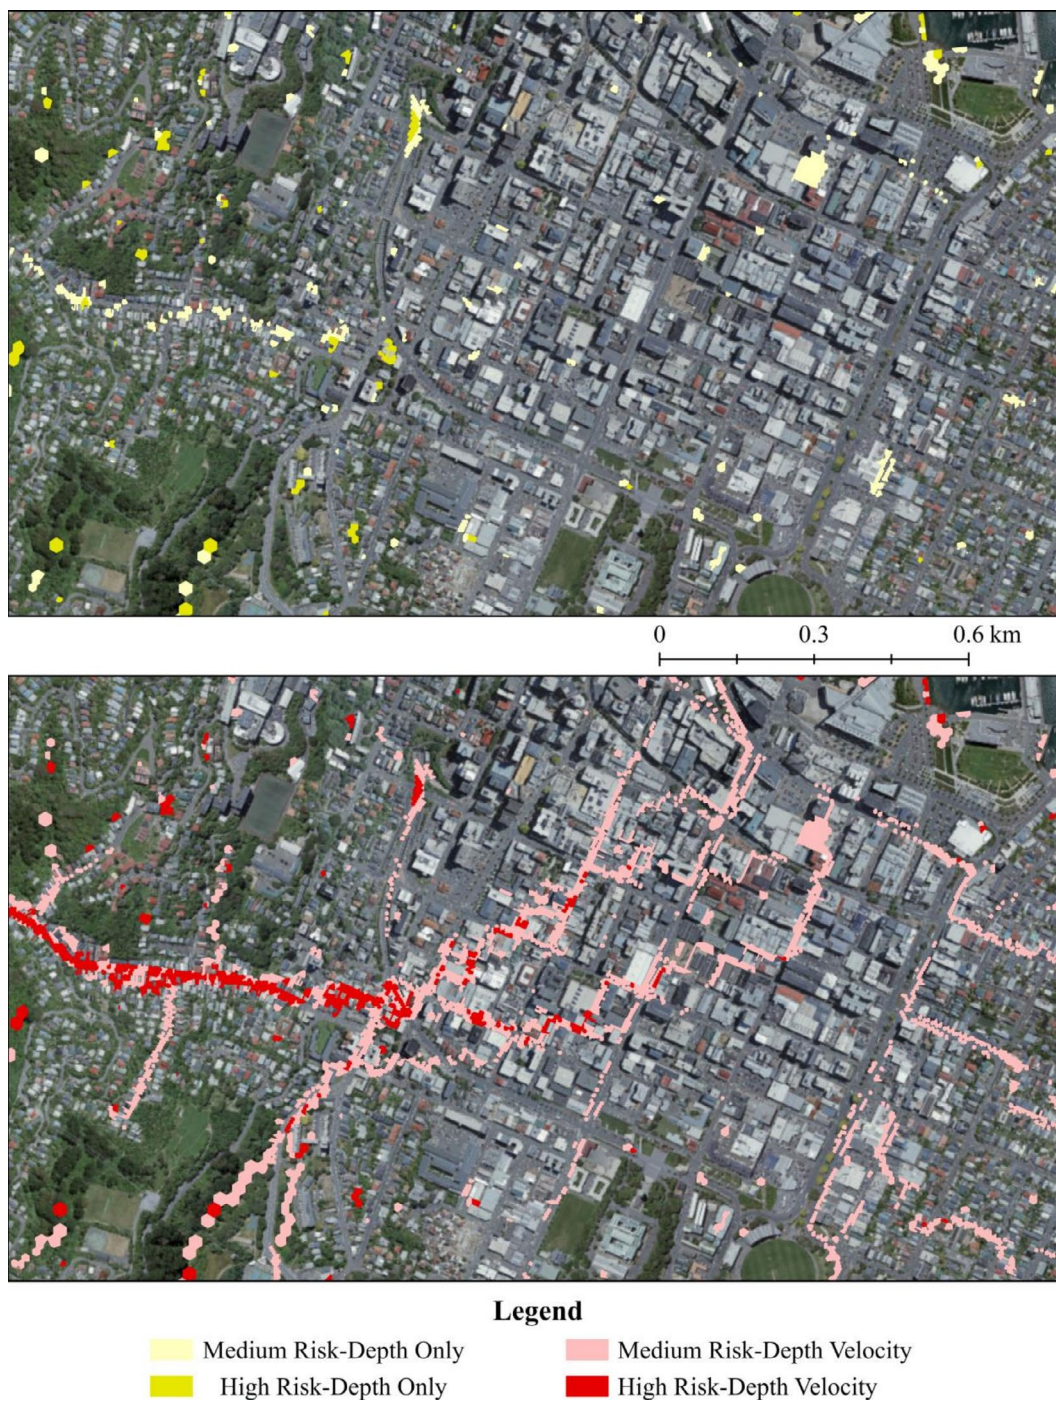 0 0.3 0.6 km
Legend
Medium Risk-Depth Only
Medium Risk-Depth Velocity
High Risk-Depth Only
High Risk-Depth Velocity